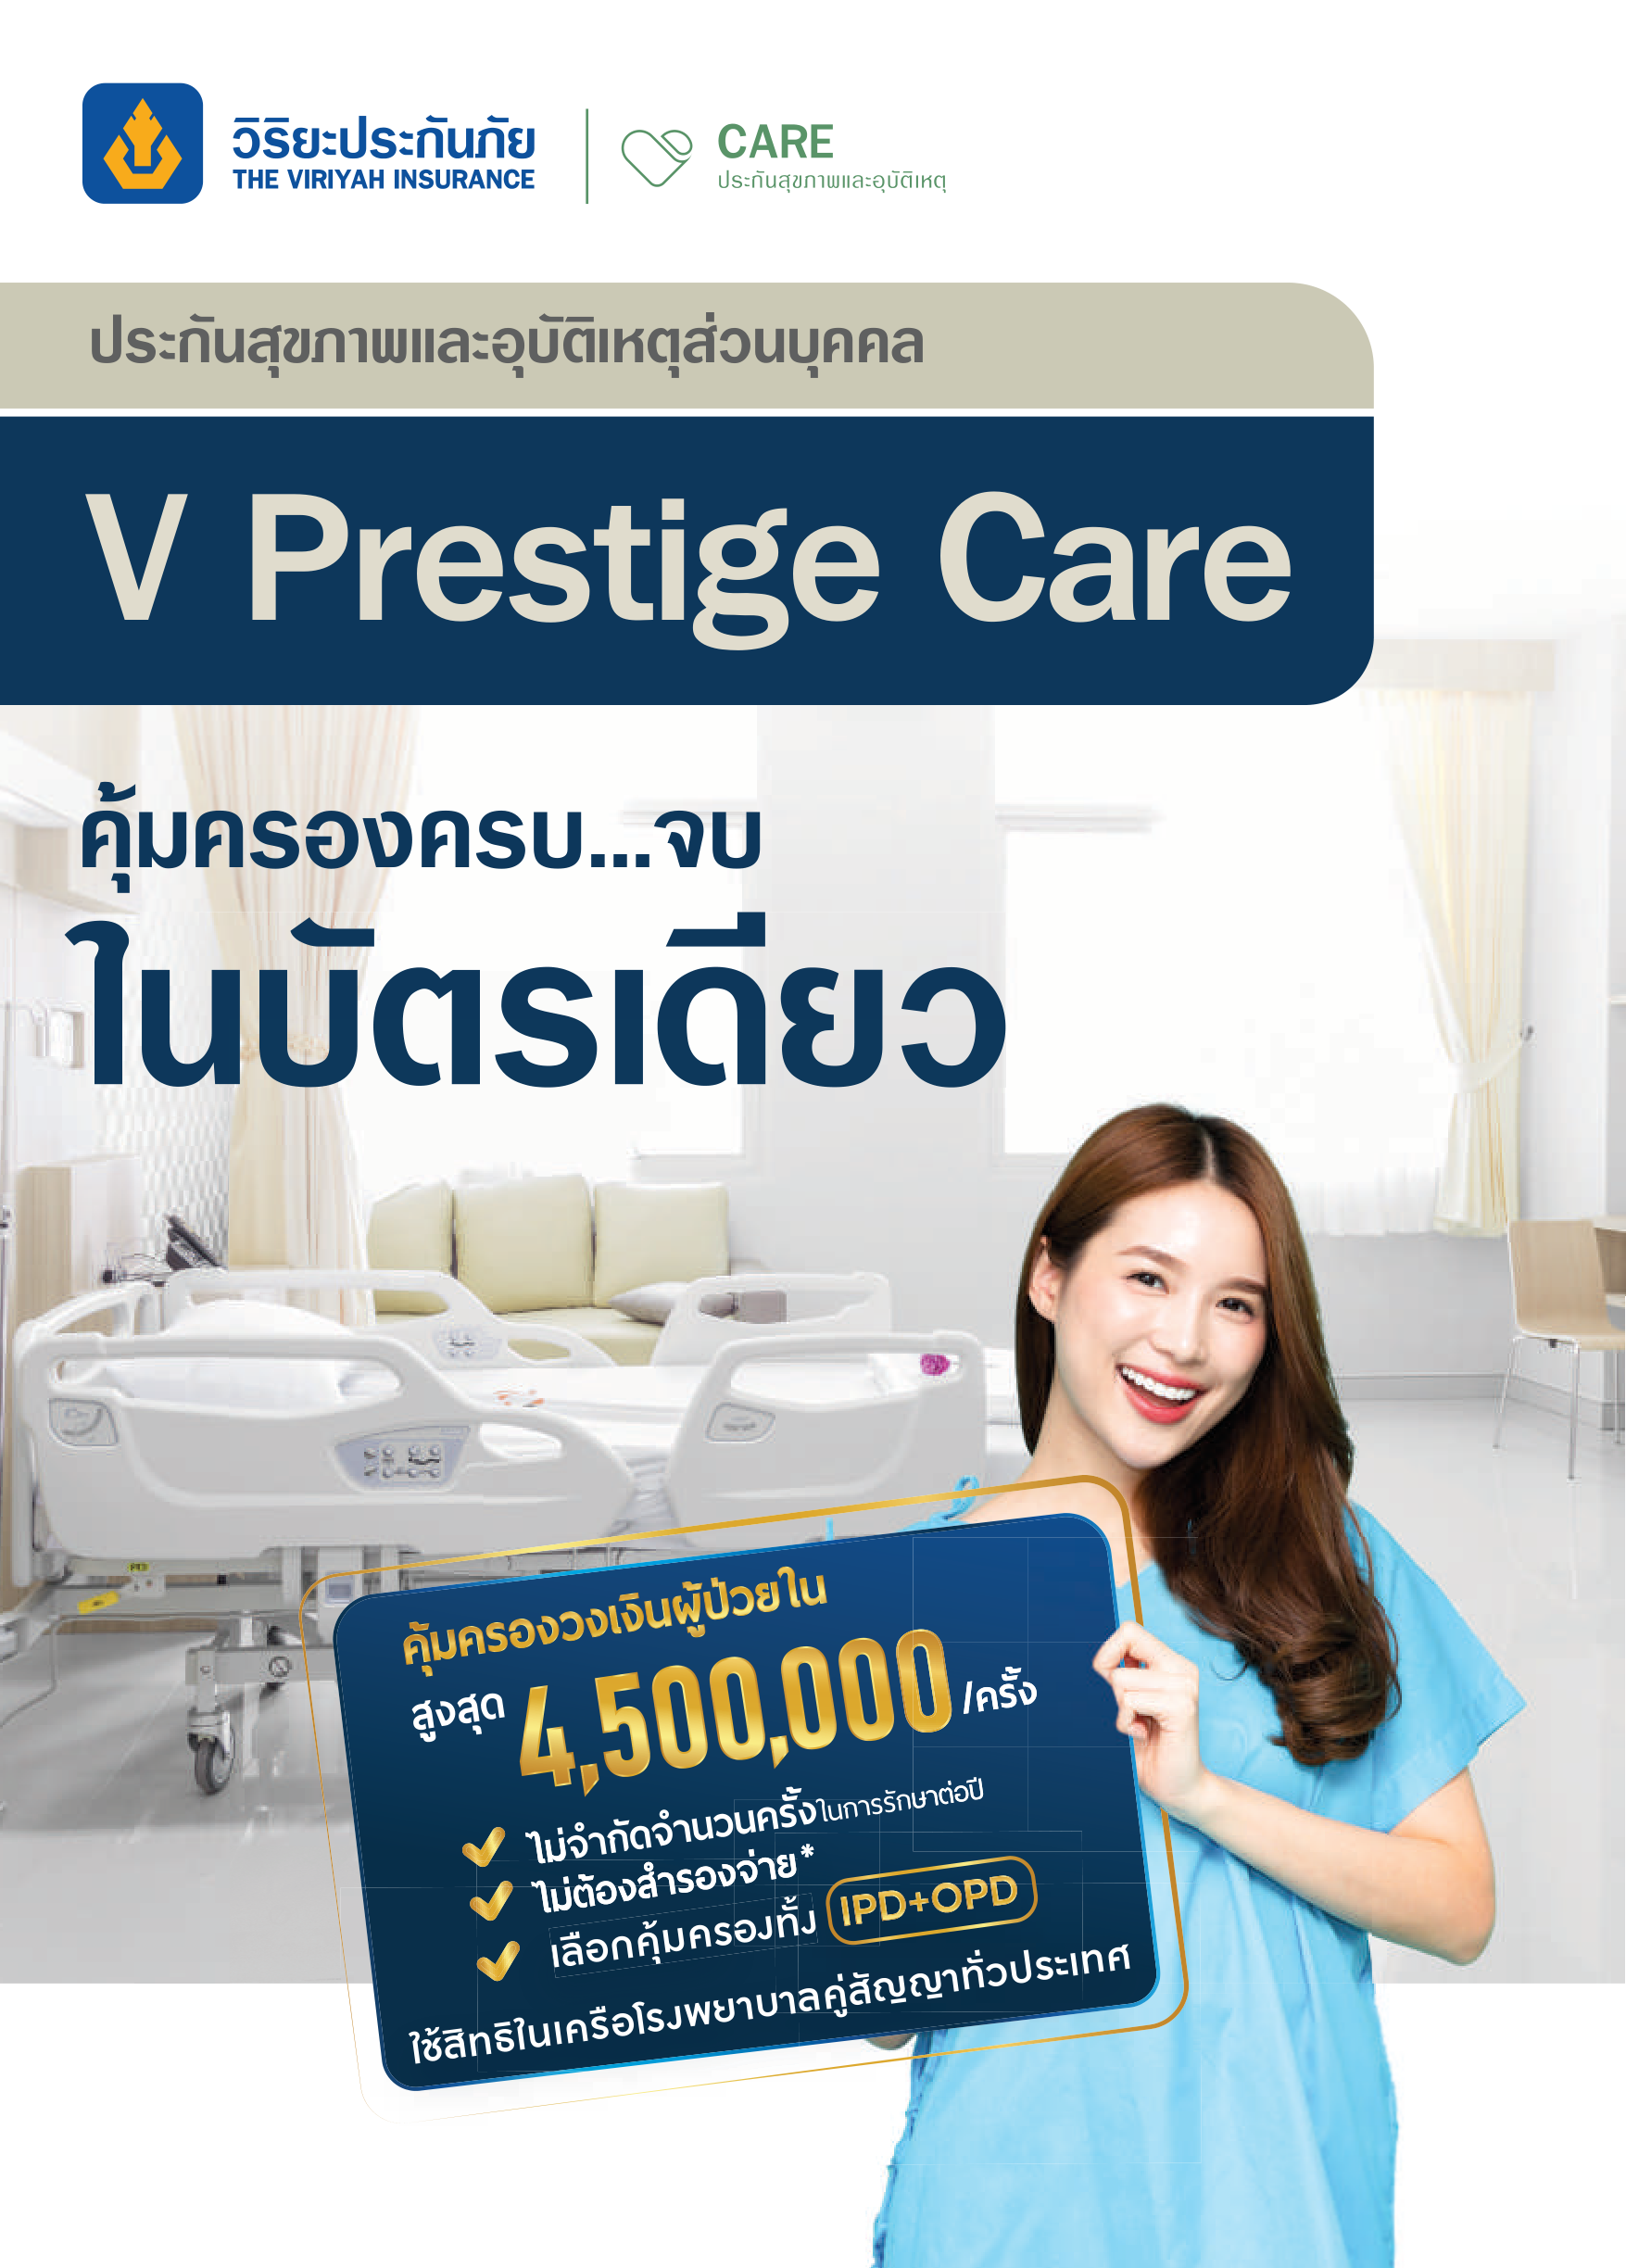 วิริยะประกันภัย
THE VIRIYAH INSURANCE
CARE
ประกันสุขภาพและอุบัติเหตุ
ประกันสุขภาพและอุบัติเหตุส่วนบุคคล
V Prestige Care
คุ้มครองครบ...จบ
ในบัตรเดียว
คุ้มครองวงเงินผู้ป่วยใน
สูงสุด 4,500,000 /ครั้ง
ไม่จำกัดจำนวนครั้งในการรักษาต่อปี
ไม่ต้องสำรองจ่าย*
เลือกคุ้มครองทั้ง IPD+OPD
ใช้สิทธิในเครือโรงพยาบาลคู่สัญญาทั่วประเทศ